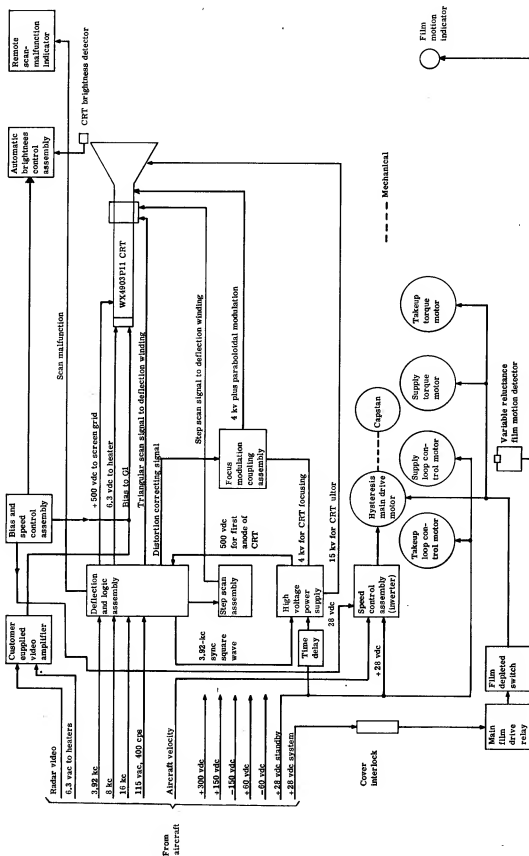 Remote
scan-
malfunction
indicator
CRT brightness detector
Automatic
brightness
control
assembly
Film
motion
indicator
Scan malfunction
WX4903P11 CRT
Mechanical
Bias and
speed control
assembly
+500 vdc to screen grid
6.3 vdc to heater
Bias to G1
Triangular scan signal to deflection winding
Distortion correcting signal
Step scan signal to deflection winding
4 kv plus paraboloidal modulation
Focus
modulation
coupling
assembly
Customer
supplied
video
amplifier
Deflection
and logic
assembly
500 vdc
for first
anode of
CRT
Step scan
assembly
3.92-kc
sync
square
wave
High
voltage
power
supply
4 kv for CRT focusing
15 kv for CRT ultor
28 vdc
Time
delay
Speed
control
assembly
(inverter)
+28 vdc
Hysteresis
main drive
motor
Capstan
Takeup
loop con-
trol motor
Supply
loop con-
trol motor
Supply
torque
motor
Takeup
torque
motor
Variable reluctance
film motion detector
Radar video
6.3 vac to heaters
3.92 kc
8 kc
16 kc
115 vac, 400 cps
Aircraft velocity
+300 vdc
+150 vdc
-150 vdc
+60 vdc
-60 vdc
+28 vdc standby
+28 vdc system
From
aircraft
Cover
interlock
Main
film
drive
relay
Film
depleted
switch